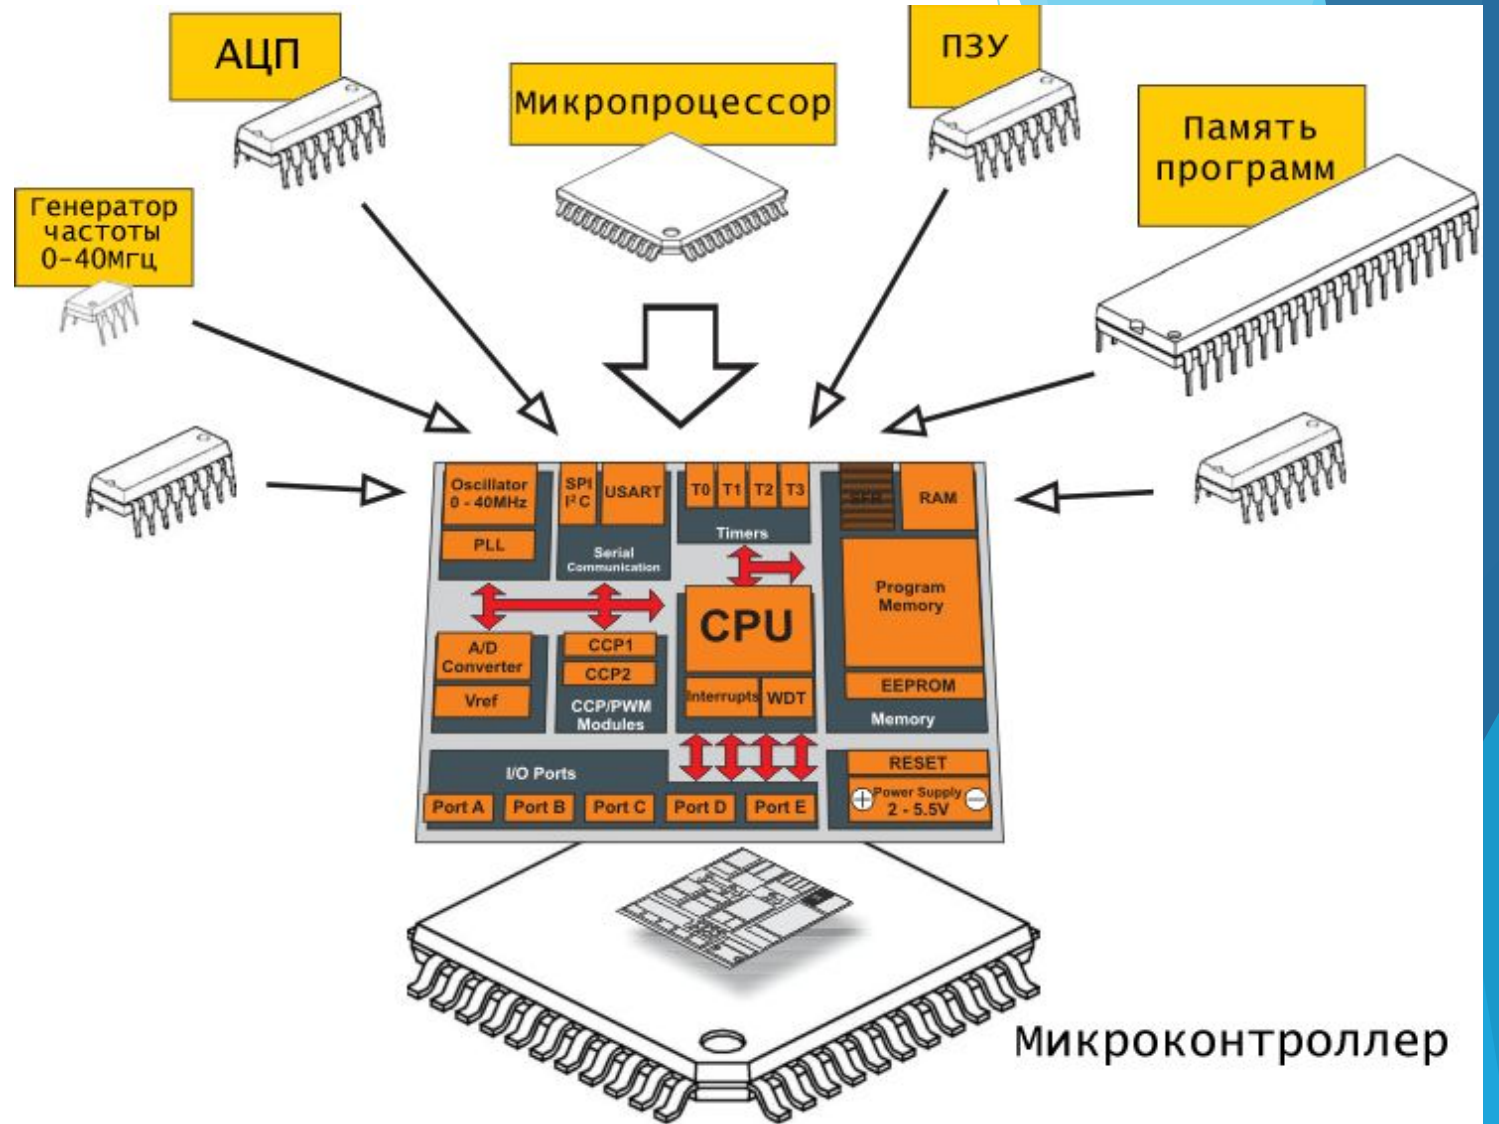 АЦП
Микропроцессор
ПЗУ
Память
программ
Генератор
частоты
0-40Мгц
Oscillator
0 - 40MHz
PLL
SPI
I²C
USART
Serial
Communication
T0 T1 T2 T3
Timers
SFR
RAM
Program
Memory
EEPROM
Memory
CPU
Interrupts WDT
A/D
Converter
Vref
CCP1
CCP2
CCP/PWM
Modules
I/O Ports
Port A Port B Port C Port D Port E
RESET
+ Power Supply −
2 - 5.5V
Микроконтроллер